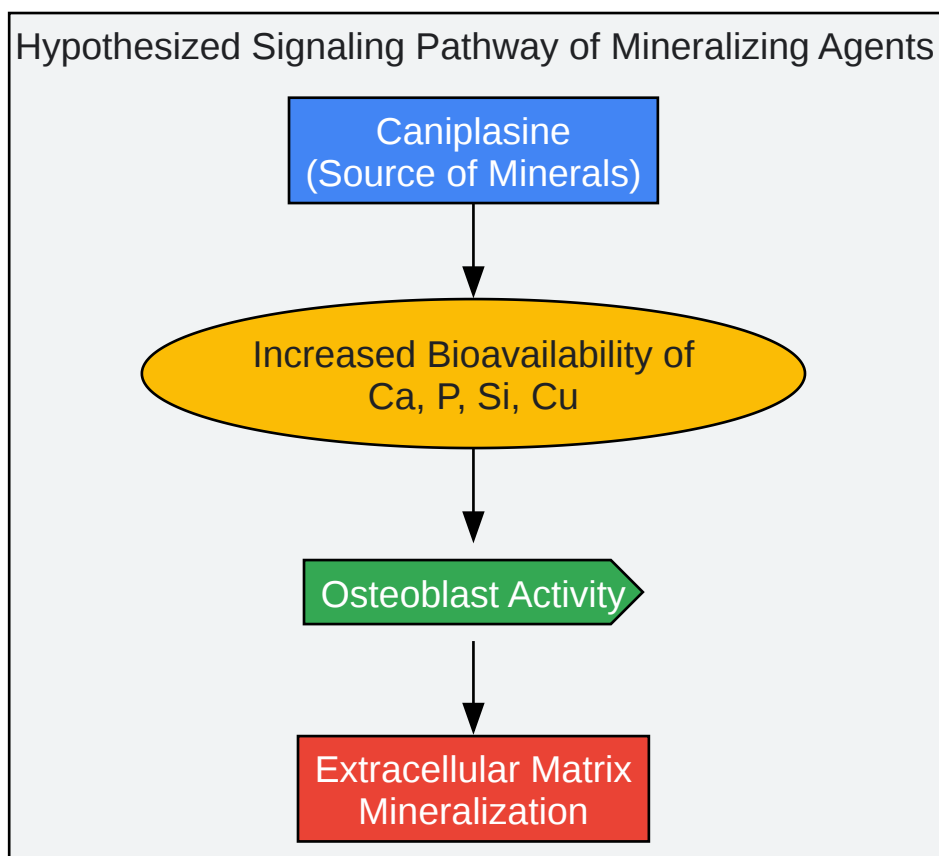 Hypothesized Signaling Pathway of Mineralizing Agents
Caniplasine
(Source of Minerals)
Increased Bioavailability of
Ca, P, Si, Cu
Osteoblast Activity
Extracellular Matrix
Mineralization